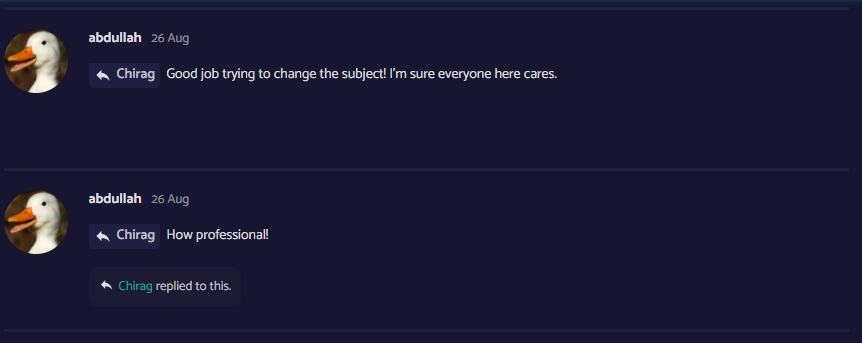 abdullah 26 Aug
Chirag Good job trying to change the subject! I'm sure everyone here cares.
abdullah 26 Aug
Chirag How professional!
Chirag replied to this.